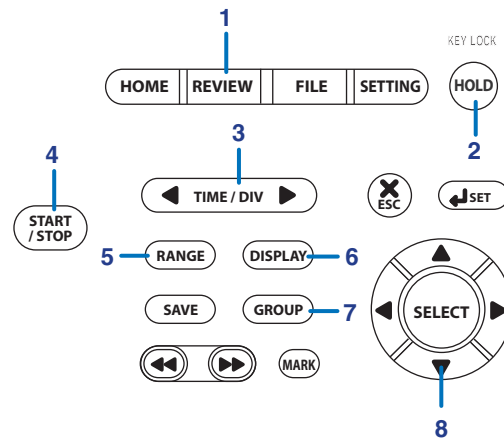 1
KEY LOCK
HOME REVIEW FILE SETTING HOLD
2
3
4
TIME / DIV
ESC
SET
START
/ STOP
5 RANGE DISPLAY 6
SAVE GROUP 7
SELECT
MARK
8